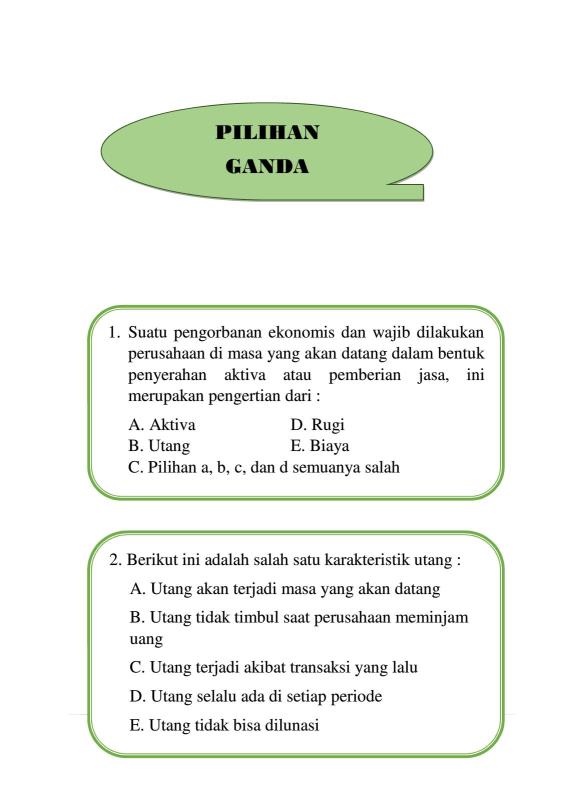 PILIHAN
GANDA
1. Suatu pengorbanan ekonomis dan wajib dilakukan
perusahaan di masa yang akan datang dalam bentuk
penyerahan aktiva atau pemberian jasa, ini
merupakan pengertian dari :
A. Aktiva D. Rugi
B. Utang E. Biaya
C. Pilihan a, b, c, dan d semuanya salah
2. Berikut ini adalah salah satu karakteristik utang :
A. Utang akan terjadi masa yang akan datang
B. Utang tidak timbul saat perusahaan meminjam
uang
C. Utang terjadi akibat transaksi yang lalu
D. Utang selalu ada di setiap periode
E. Utang tidak bisa dilunasi